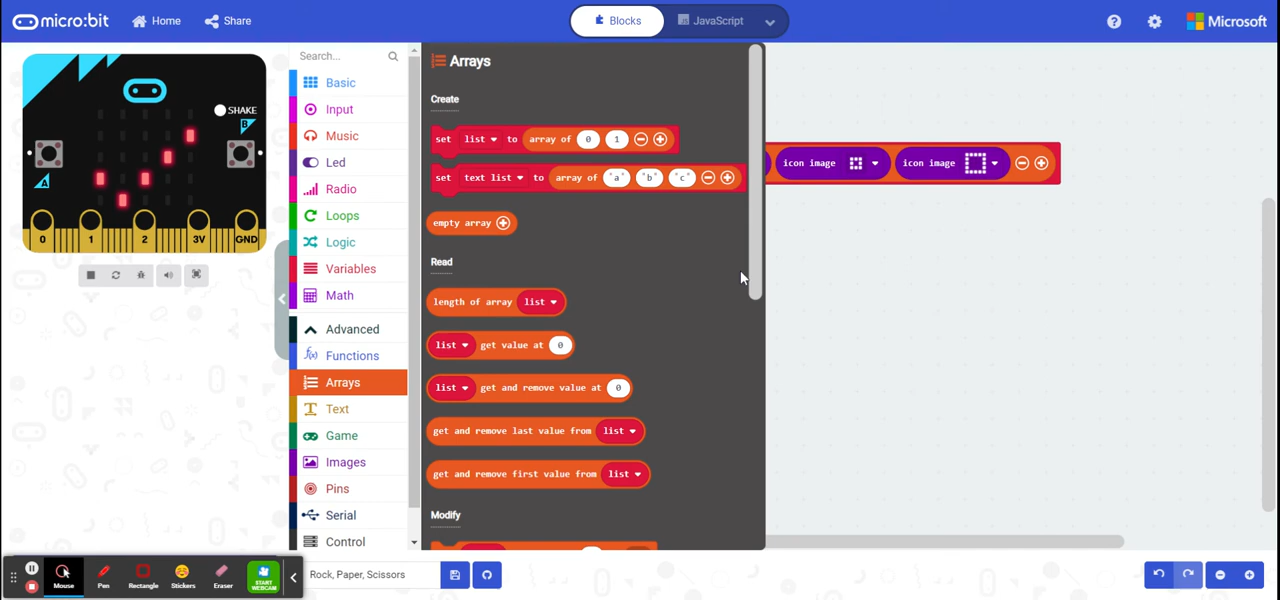 micro:bit
Home
Share
Blocks
JavaScript
Microsoft
SHAKE
B
A
0 1 2 3V GND
Search...
Basic
Input
Music
Led
Radio
Loops
Logic
Variables
Math
Advanced
Functions
Arrays
Text
Game
Images
Pins
Serial
Control
Arrays
Create
set list to array of 0 1
set text list to array of "a" "b" "c"
empty array
Read
length of array list
list get value at 0
list get and remove value at 0
get and remove last value from list
get and remove first value from list
Modify
icon image icon image
Mouse
Pen
Rectangle
Stickers
Eraser
START
WEBCAM
Rock, Paper, Scissors